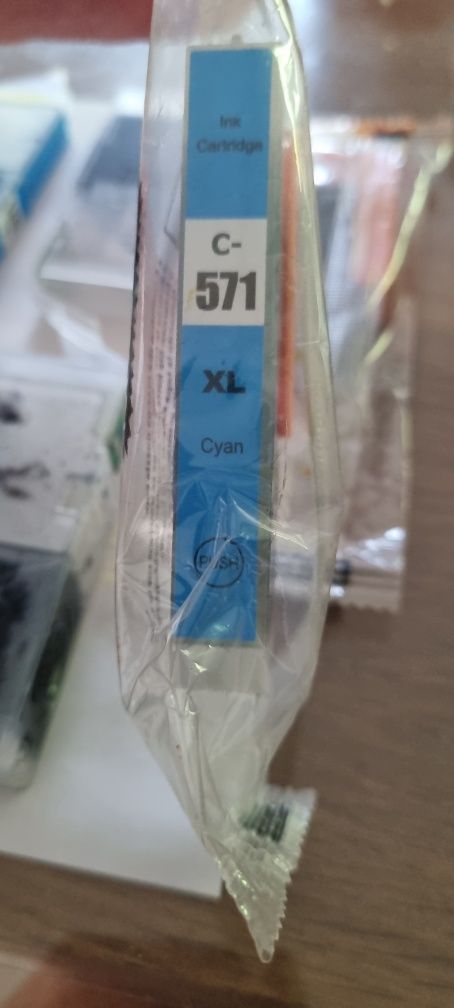 Ink
Cartridge
C-
571
XL
Cyan
PUSH